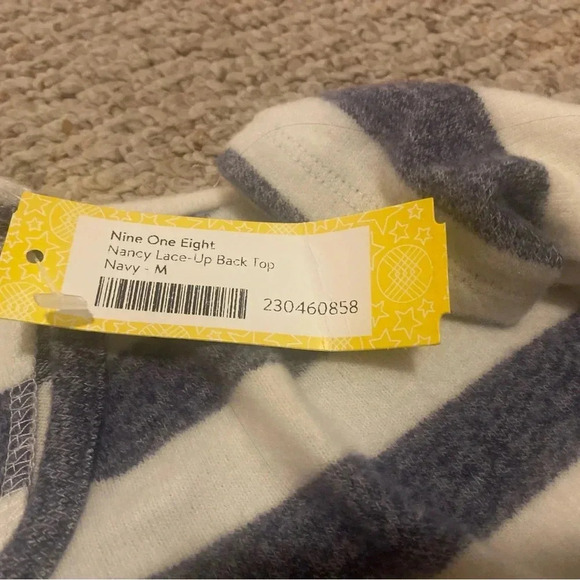 Nine One Eight
Nancy Lace-Up Back Top
Navy - M
230460858